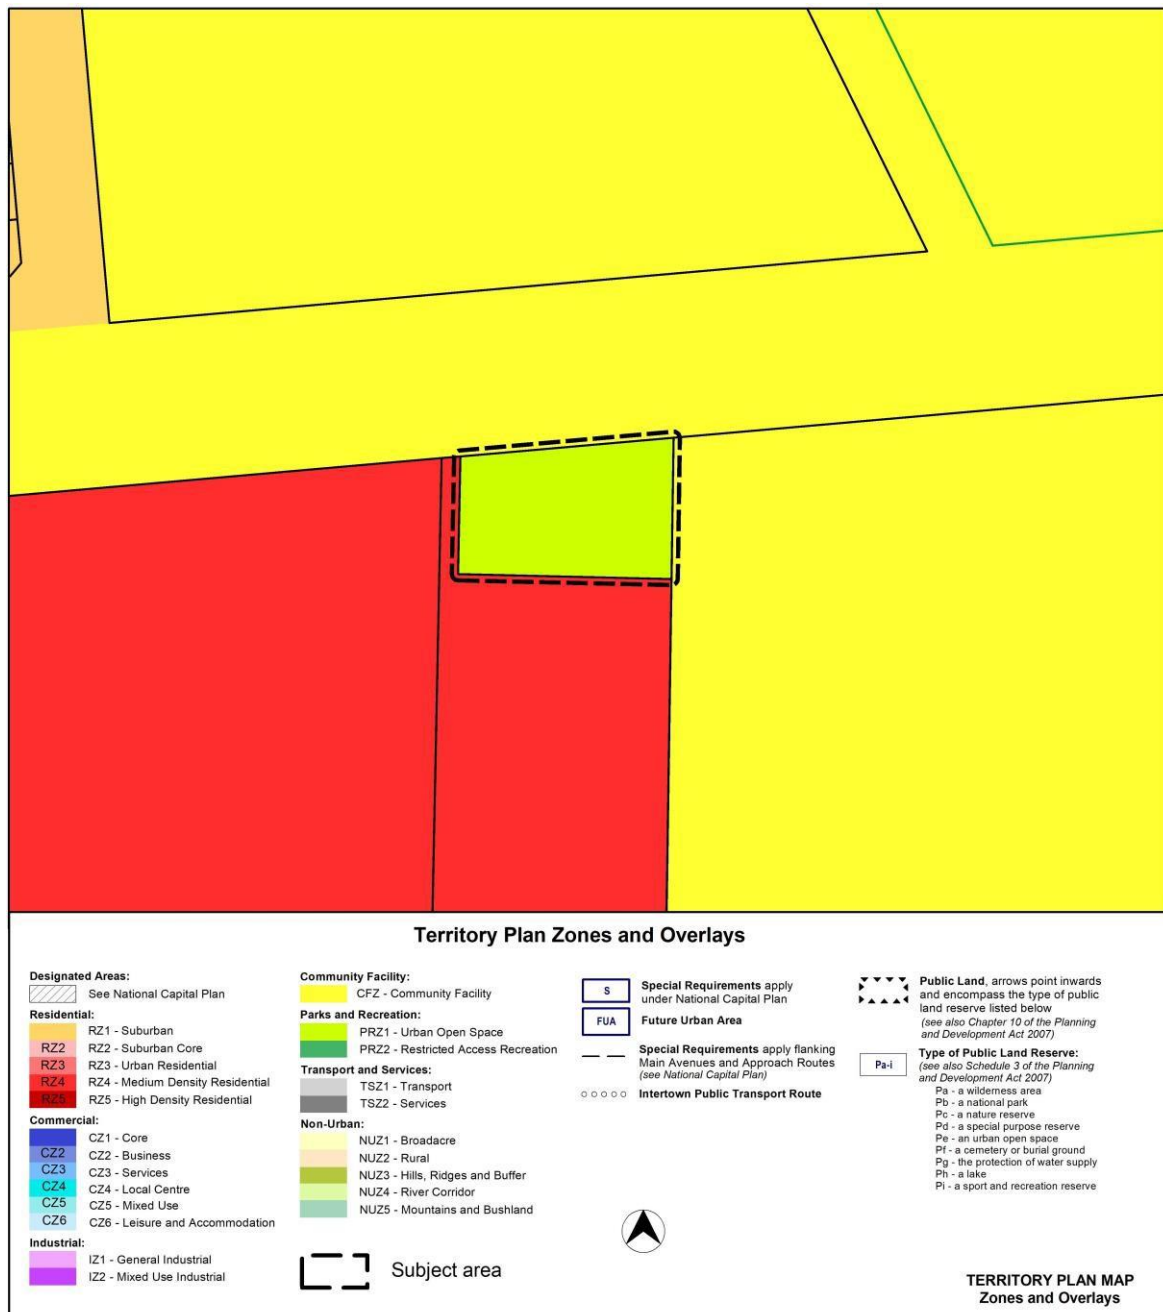 Territory Plan Zones and Overlays
Designated Areas:
See National Capital Plan
Residential:
RZ1 - Suburban
RZ2 RZ2 - Suburban Core
RZ3 RZ3 - Urban Residential
RZ4 RZ4 - Medium Density Residential
RZ5 RZ5 - High Density Residential
Commercial:
CZ1 - Core
CZ2 CZ2 - Business
CZ3 CZ3 - Services
CZ4 CZ4 - Local Centre
CZ5 CZ5 - Mixed Use
CZ6 CZ6 - Leisure and Accommodation
Industrial:
IZ1 - General Industrial
IZ2 - Mixed Use Industrial
Community Facility:
CFZ - Community Facility
Parks and Recreation:
PRZ1 - Urban Open Space
PRZ2 - Restricted Access Recreation
Transport and Services:
TSZ1 - Transport
TSZ2 - Services
Non-Urban:
NUZ1 - Broadacre
NUZ2 - Rural
NUZ3 - Hills, Ridges and Buffer
NUZ4 - River Corridor
NUZ5 - Mountains and Bushland
Subject area
S Special Requirements apply
under National Capital Plan
FUA Future Urban Area
Special Requirements apply flanking
Main Avenues and Approach Routes
(see National Capital Plan)
Intertown Public Transport Route
Public Land, arrows point inwards
and encompass the type of public
land reserve listed below
(see also Chapter 10 of the Planning
and Development Act 2007)
Pa-i Type of Public Land Reserve:
(see also Schedule 3 of the Planning
and Development Act 2007)
Pa - a wilderness area
Pb - a national park
Pc - a nature reserve
Pd - a special purpose reserve
Pe - an urban open space
Pf - a cemetery or burial ground
Pg - the protection of water supply
Ph - a lake
Pi - a sport and recreation reserve
TERRITORY PLAN MAP
Zones and Overlays